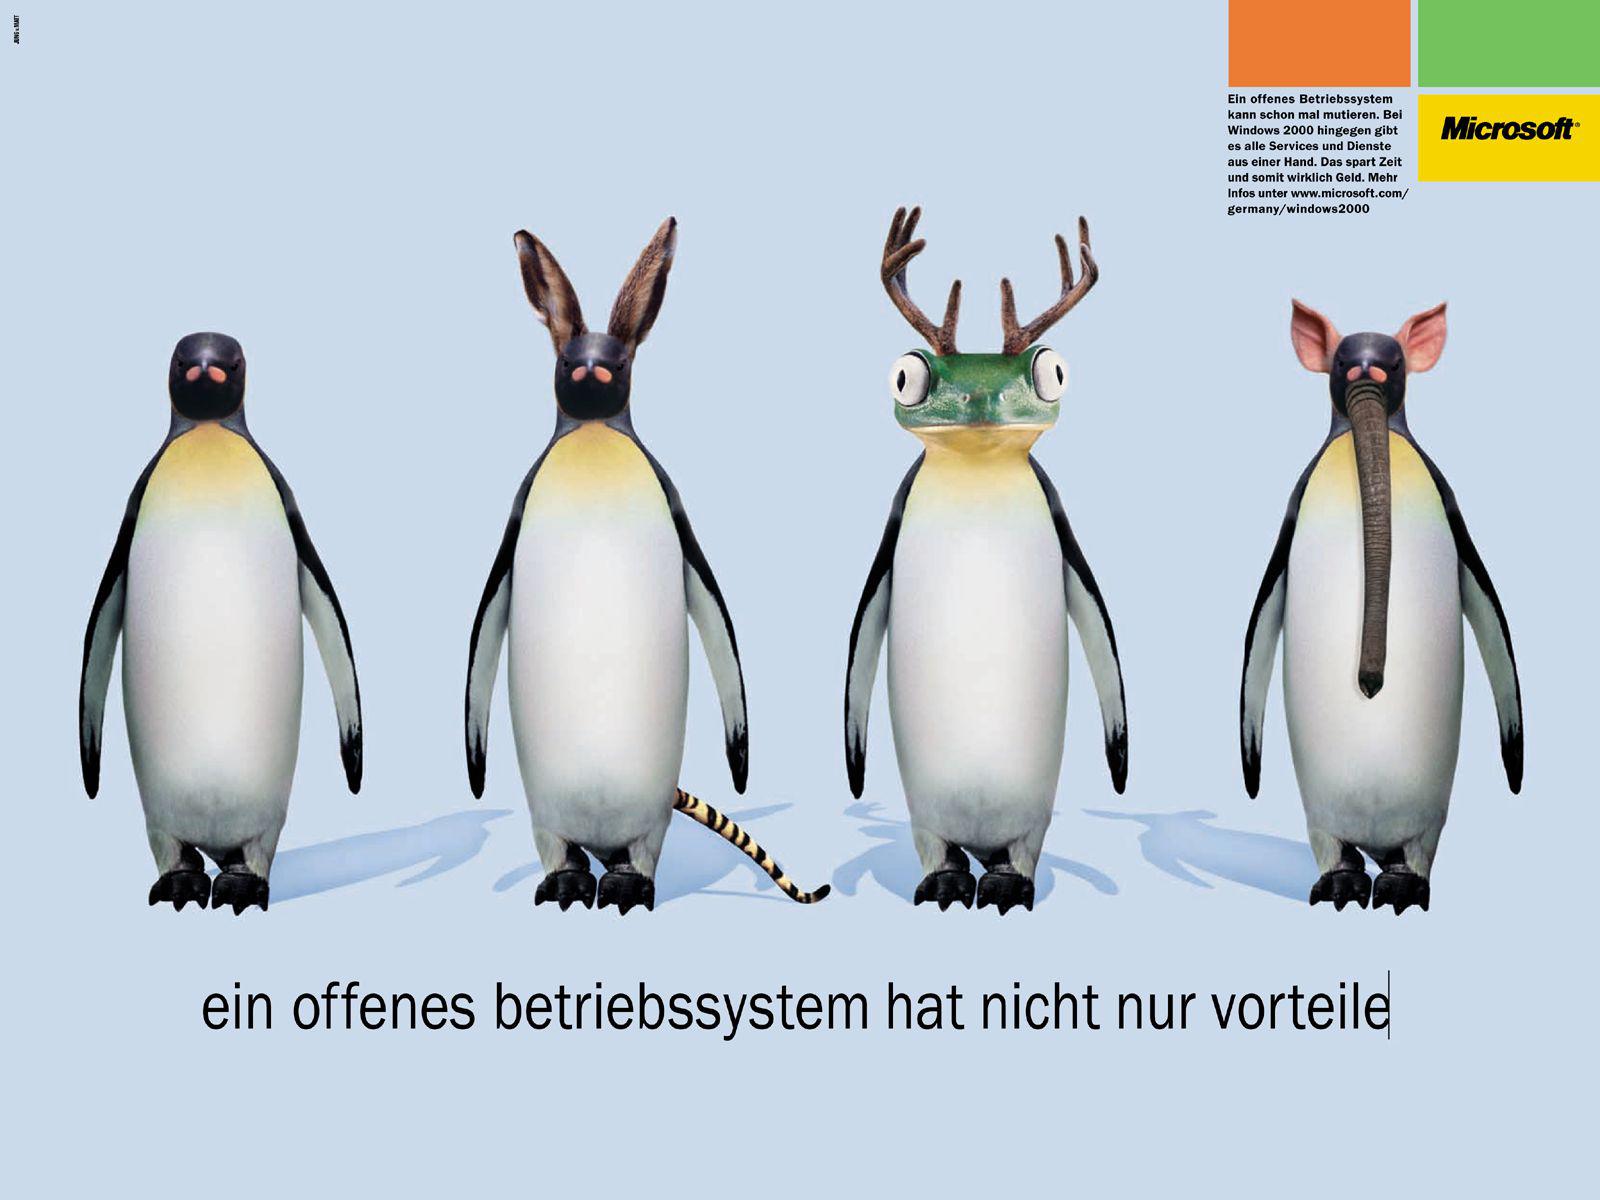 JUNG v.MATT
Ein offenes Betriebssystem
kann schon mal mutieren. Bei
Windows 2000 hingegen gibt
es alle Services und Dienste
aus einer Hand. Das spart Zeit
und somit wirklich Geld. Mehr
Infos unter www.microsoft.com/
germany/windows2000
Microsoft®
ein offenes betriebssystem hat nicht nur vorteile